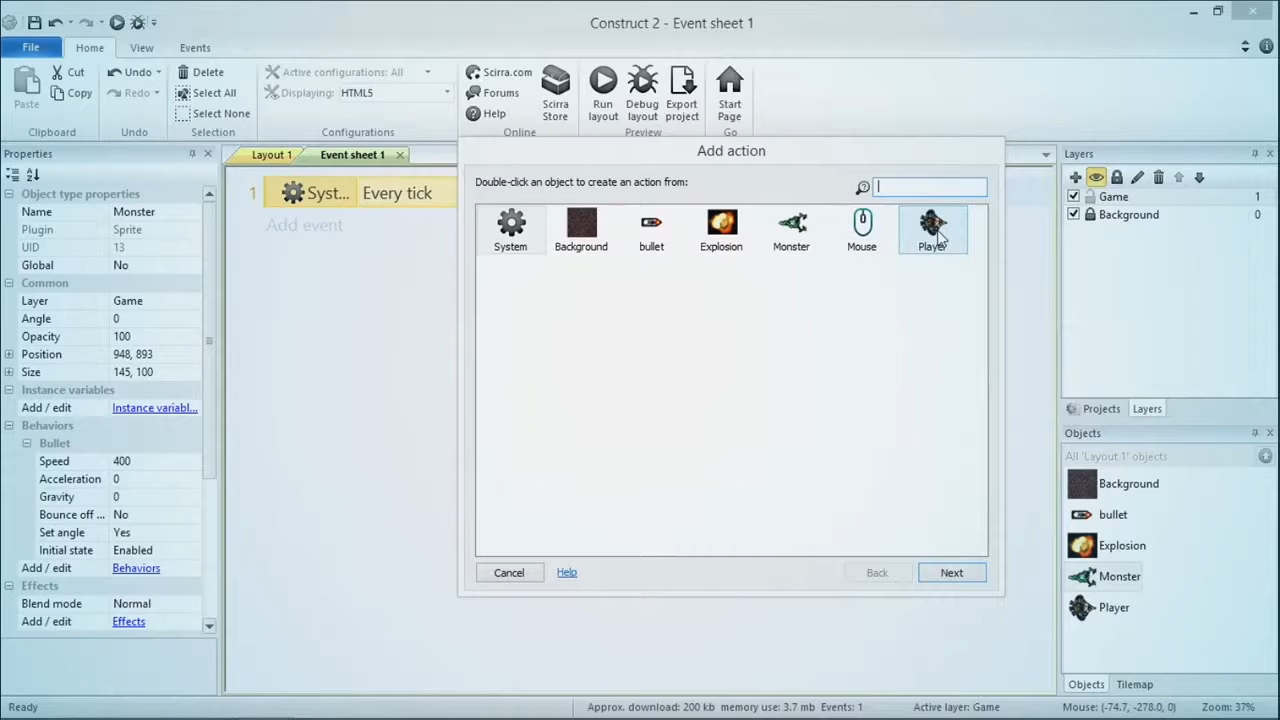 Construct 2 - Event sheet 1
File Home View Events
Paste Cut Copy
Clipboard
Undo
Redo
Undo
Delete
Select All
Select None
Selection
Active configurations: All
Displaying: HTML5
Configurations
Scirra.com
Forums
Help
Scirra Store
Online
Run layout
Debug layout
Export project
Preview
Start Page
Go
Properties
Layout 1 Event sheet 1
Object type properties
Name Monster
Plugin Sprite
UID 13
Global No
Common
Layer Game
Angle 0
Opacity 100
Position 948, 893
Size 145, 100
Instance variables
Add / edit Instance variabl...
Behaviors
Bullet
Speed 400
Acceleration 0
Gravity 0
Bounce off ... No
Set angle Yes
Initial state Enabled
Add / edit Behaviors
Effects
Blend mode Normal
Add / edit Effects
1 Syst... Every tick
Add event
Add action
Double-click an object to create an action from:
System Background bullet Explosion Monster Mouse Player
Cancel Help Back Next
Layers
Game 1
Background 0
Projects Layers
Objects
All 'Layout 1' objects
Background
bullet
Explosion
Monster
Player
Objects Tilemap
Ready Approx. download: 200 kb memory use: 3.7 mb Events: 1 Active layer: Game Mouse: (-74.7, -278.0, 0) Zoom: 37%